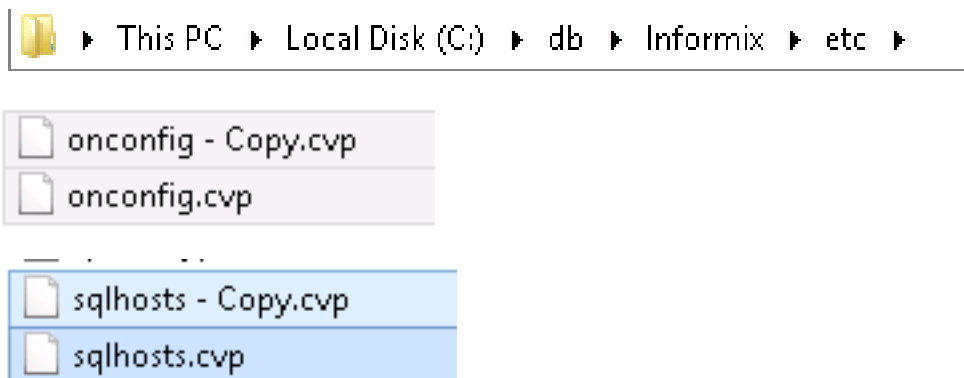 This PC Local Disk (C:) db Informix etc
onconfig - Copy.cvp
onconfig.cvp
sqlhosts - Copy.cvp
sqlhosts.cvp